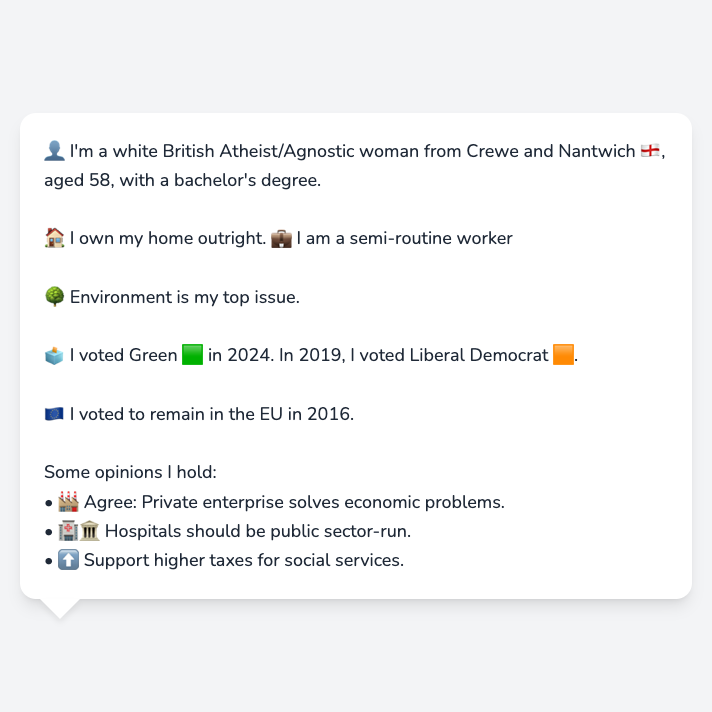 👤 I'm a white British Atheist/Agnostic woman from Crewe and Nantwich 🏴󠁧󠁢󠁥󠁮󠁧󠁿,
aged 58, with a bachelor's degree.
🏠 I own my home outright. 💼 I am a semi-routine worker
🌳 Environment is my top issue.
🗳️ I voted Green 🟩 in 2024. In 2019, I voted Liberal Democrat 🟧.
🇪🇺 I voted to remain in the EU in 2016.
Some opinions I hold:
• 🏭 Agree: Private enterprise solves economic problems.
• 🏥🏛️ Hospitals should be public sector-run.
• ⬆️ Support higher taxes for social services.